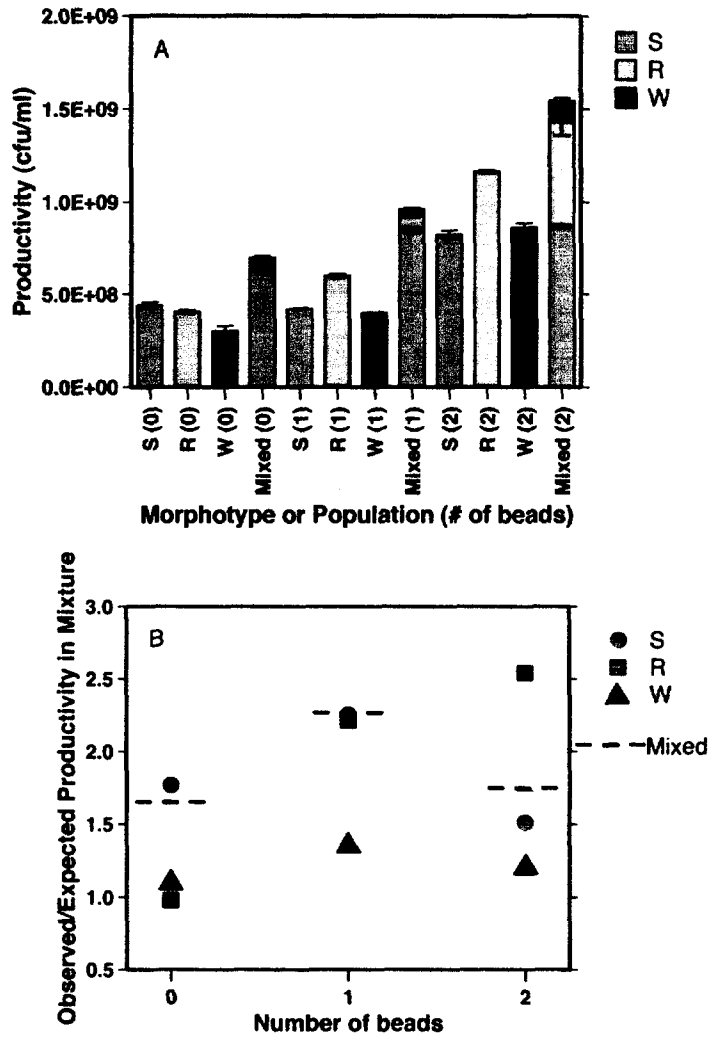 A
2.0E+09
1.5E+09
1.0E+09
5.0E+08
0.0E+00
Productivity (cfu/ml)
S
R
W
S (0)
R (0)
W (0)
Mixed (0)
S (1)
R (1)
W (1)
Mixed (1)
S (2)
R (2)
W (2)
Mixed (2)
Morphotype or Population (# of beads)
B
3.0
2.5
2.0
1.5
1.0
0.5
Observed/Expected Productivity in Mixture
S
R
W
Mixed
0
1
2
Number of beads